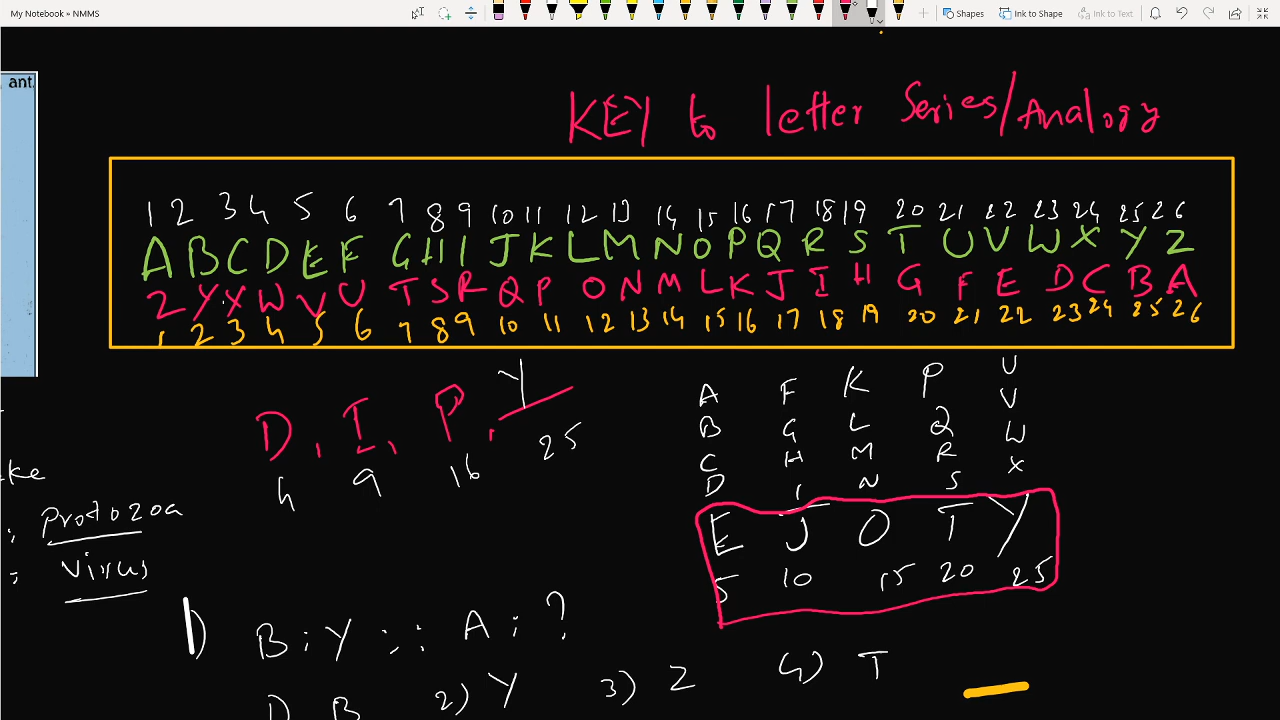 My Notebook » NMMS
Shapes Ink to Shape Ink to Text
ant,
KEY to letter Series/Analogy
1 2 3 4 5 6 7 8 9 10 11 12 13 14 15 16 17 18 19 20 21 22 23 24 25 26
A B C D E F G H I J K L M N O P Q R S T U V W X Y Z
Z Y X W V U T S R Q P O N M L K J I H G F E D C B A
1 2 3 4 5 6 7 8 9 10 11 12 13 14 15 16 17 18 19 20 21 22 23 24 25 26
D, I, P, Y
4 9 16 25
A F K P U
B G L Q V
C H M R W
D I N S X
E J O T Y
5 10 15 20 25
ke
: Protozoa
: Virus
1) B : Y :: A : ?
1) B 2) Y 3) Z 4) T